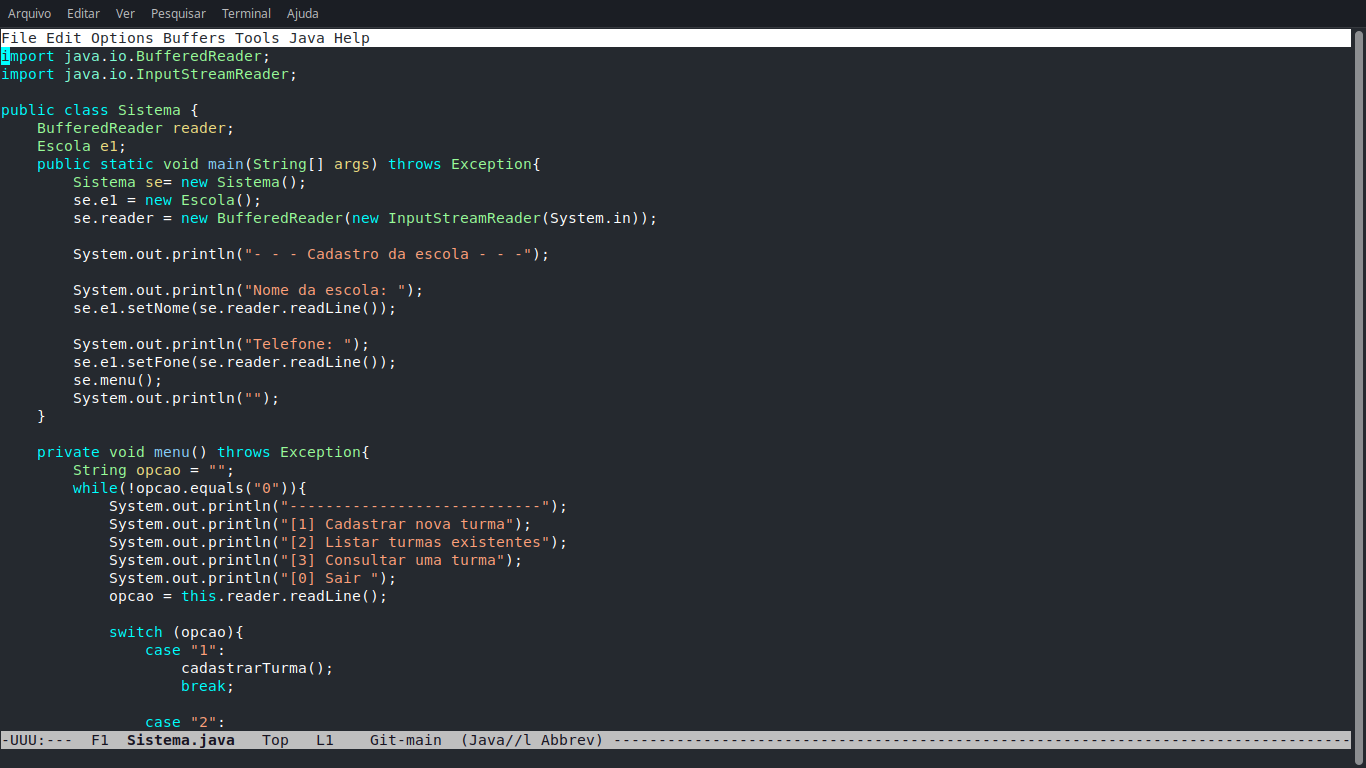 Arquivo Editar Ver Pesquisar Terminal Ajuda
File Edit Options Buffers Tools Java Help
import java.io.BufferedReader;
import java.io.InputStreamReader;

public class Sistema {
    BufferedReader reader;
    Escola e1;
    public static void main(String[] args) throws Exception{
        Sistema se= new Sistema();
        se.e1 = new Escola();
        se.reader = new BufferedReader(new InputStreamReader(System.in));

        System.out.println("- - - Cadastro da escola - - -");

        System.out.println("Nome da escola: ");
        se.e1.setNome(se.reader.readLine());

        System.out.println("Telefone: ");
        se.e1.setFone(se.reader.readLine());
        se.menu();
        System.out.println("");
    }

    private void menu() throws Exception{
        String opcao = "";
        while(!opcao.equals("0")){
            System.out.println("----------------------------");
            System.out.println("[1] Cadastrar nova turma");
            System.out.println("[2] Listar turmas existentes");
            System.out.println("[3] Consultar uma turma");
            System.out.println("[0] Sair ");
            opcao = this.reader.readLine();

            switch (opcao){
                case "1":
                    cadastrarTurma();
                    break;

                case "2":
-UUU:---  F1  Sistema.java   Top   L1    Git-main  (Java//l Abbrev) ----------------------------------------------------------------------------------